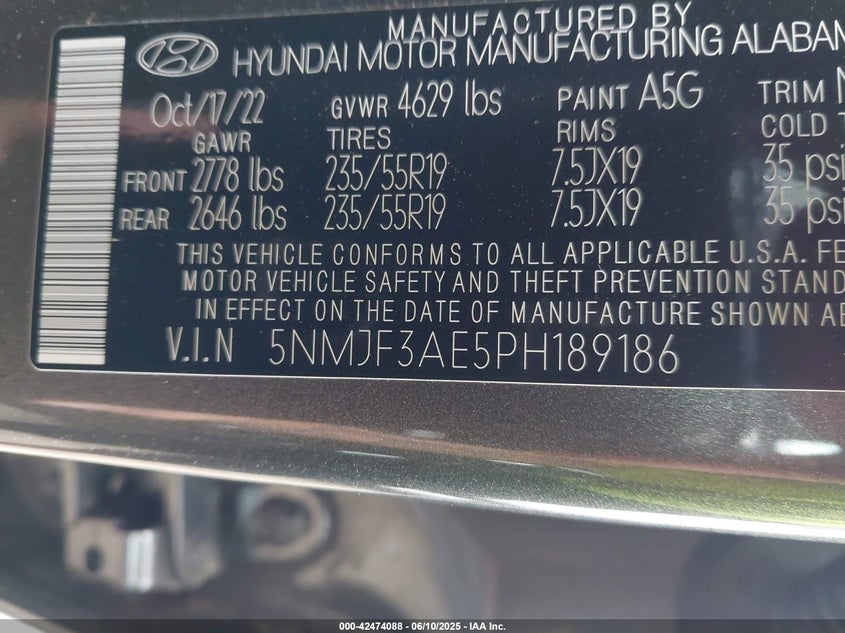 MANUFACTURED BY
HYUNDAI MOTOR MANUFACTURING ALABAM
Oct/17/22 GVWR 4629 lbs PAINT A5G TRIM N
GAWR TIRES RIMS COLD T
FRONT 2778 lbs 235/55R19 7.5JX19 35 psi
REAR 2646 lbs 235/55R19 7.5JX19 35 psi
THIS VEHICLE CONFORMS TO ALL APPLICABLE U.S.A. FE
MOTOR VEHICLE SAFETY AND THEFT PREVENTION STAND
IN EFFECT ON THE DATE OF MANUFACTURE SHOWN AB
V.I.N 5NMJF3AE5PH189186
000-42474088 - 06/10/2025 - IAA Inc.